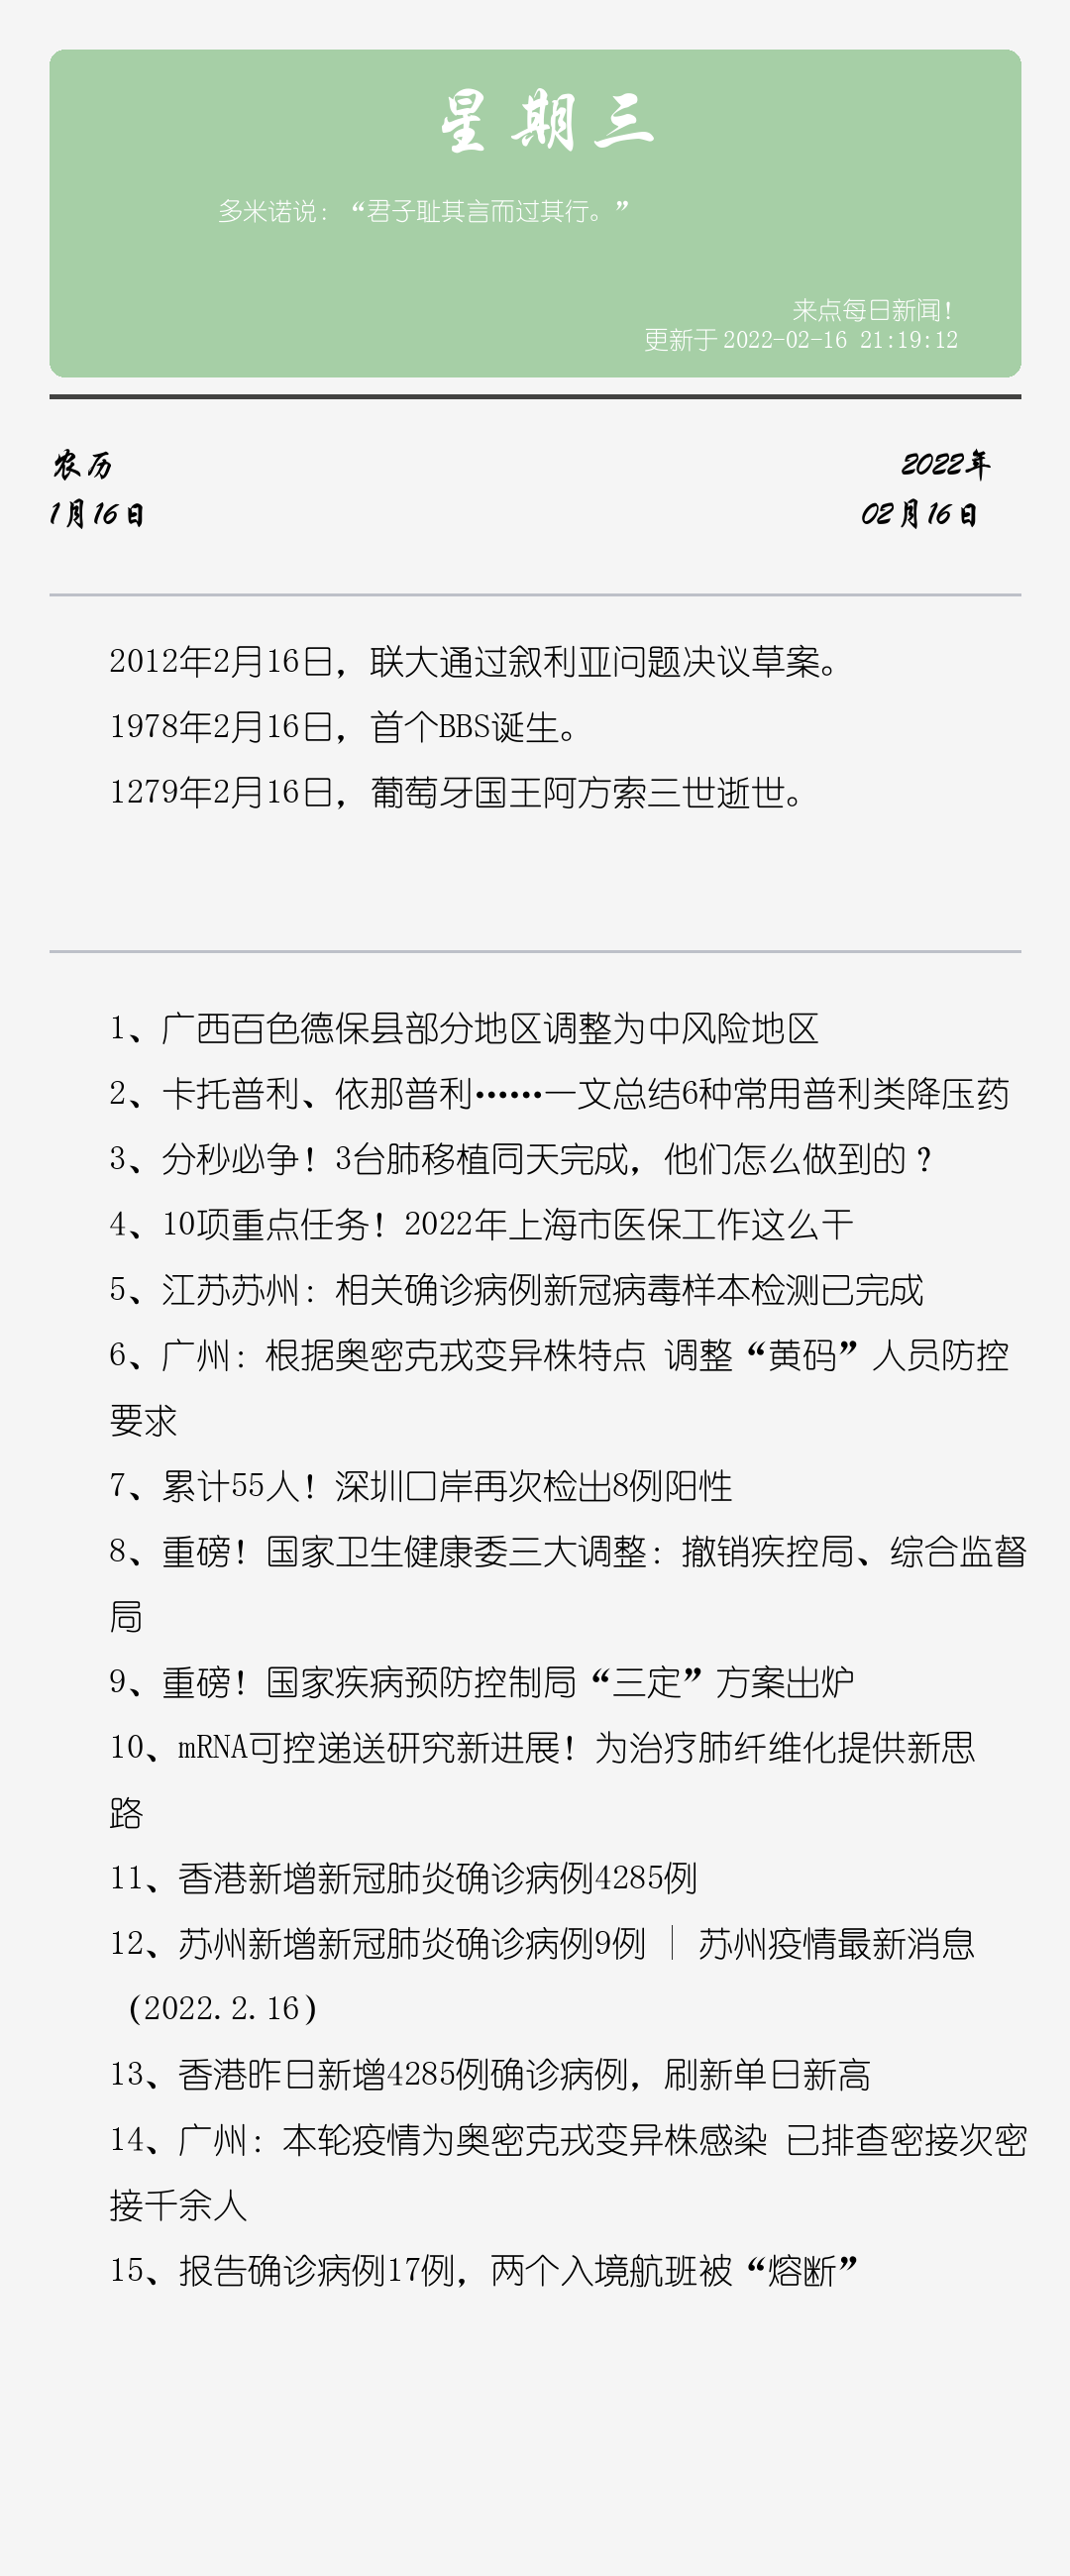 星期三
多米诺说：“君子耻其言而过其行。”
来点每日新闻！
更新于 2022-02-16 21:19:12
农历
2022年
1月16日
02月16日
2012年2月16日，联大通过叙利亚问题决议草案。
1978年2月16日，首个BBS诞生。
1279年2月16日，葡萄牙国王阿方索三世逝世。
1、广西百色德保县部分地区调整为中风险地区
2、卡托普利、依那普利……一文总结6种常用普利类降压药
3、分秒必争！3台肺移植同天完成，他们怎么做到的？
4、10项重点任务！2022年上海市医保工作这么干
5、江苏苏州：相关确诊病例新冠病毒样本检测已完成
6、广州：根据奥密克戎变异株特点 调整“黄码”人员防控
要求
7、累计55人！深圳口岸再次检出8例阳性
8、重磅！国家卫生健康委三大调整：撤销疾控局、综合监督
局
9、重磅！国家疾病预防控制局“三定”方案出炉
10、mRNA可控递送研究新进展！为治疗肺纤维化提供新思
路
11、香港新增新冠肺炎确诊病例4285例
12、苏州新增新冠肺炎确诊病例9例 | 苏州疫情最新消息
（2022.2.16）
13、香港昨日新增4285例确诊病例，刷新单日新高
14、广州：本轮疫情为奥密克戎变异株感染 已排查密接次密
接千余人
15、报告确诊病例17例，两个入境航班被“熔断”